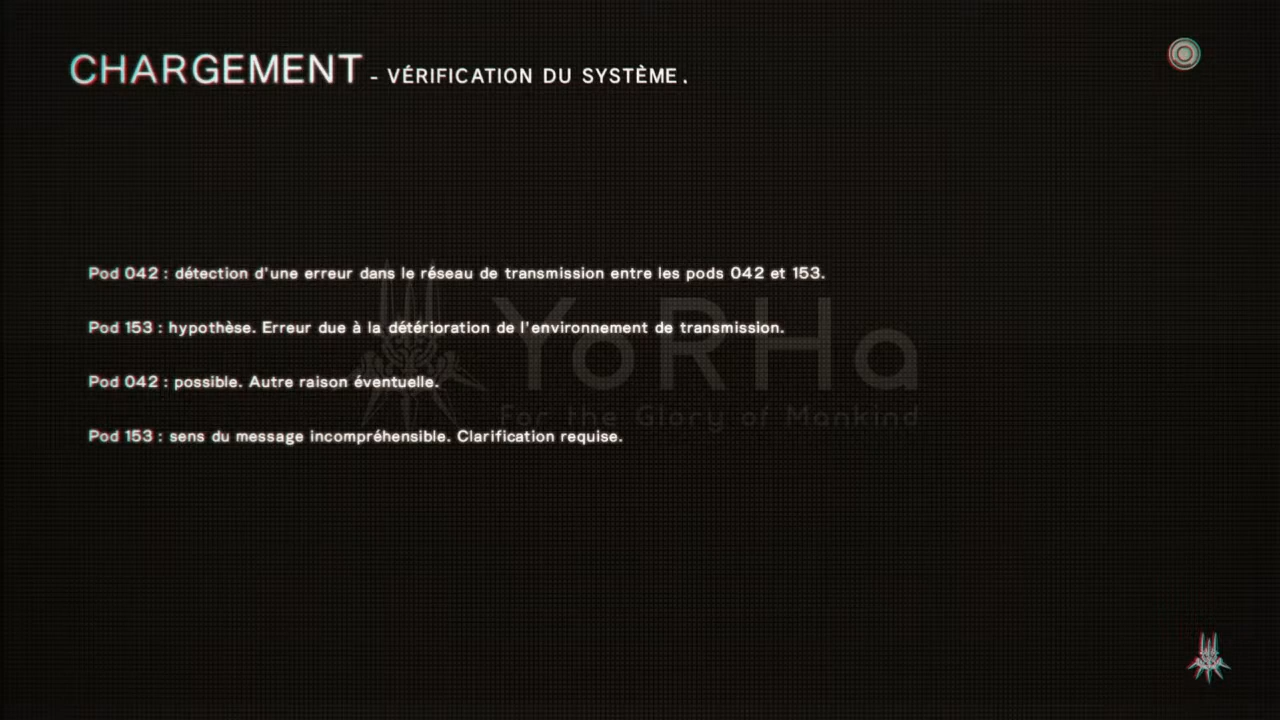 CHARGEMENT - VÉRIFICATION DU SYSTÈME.
Pod 042 : détection d'une erreur dans le réseau de transmission entre les pods 042 et 153.
Pod 153 : hypothèse. Erreur due à la détérioration de l'environnement de transmission.
Pod 042 : possible. Autre raison éventuelle.
Pod 153 : sens du message incompréhensible. Clarification requise.
YoRHa
For the Glory of Mankind